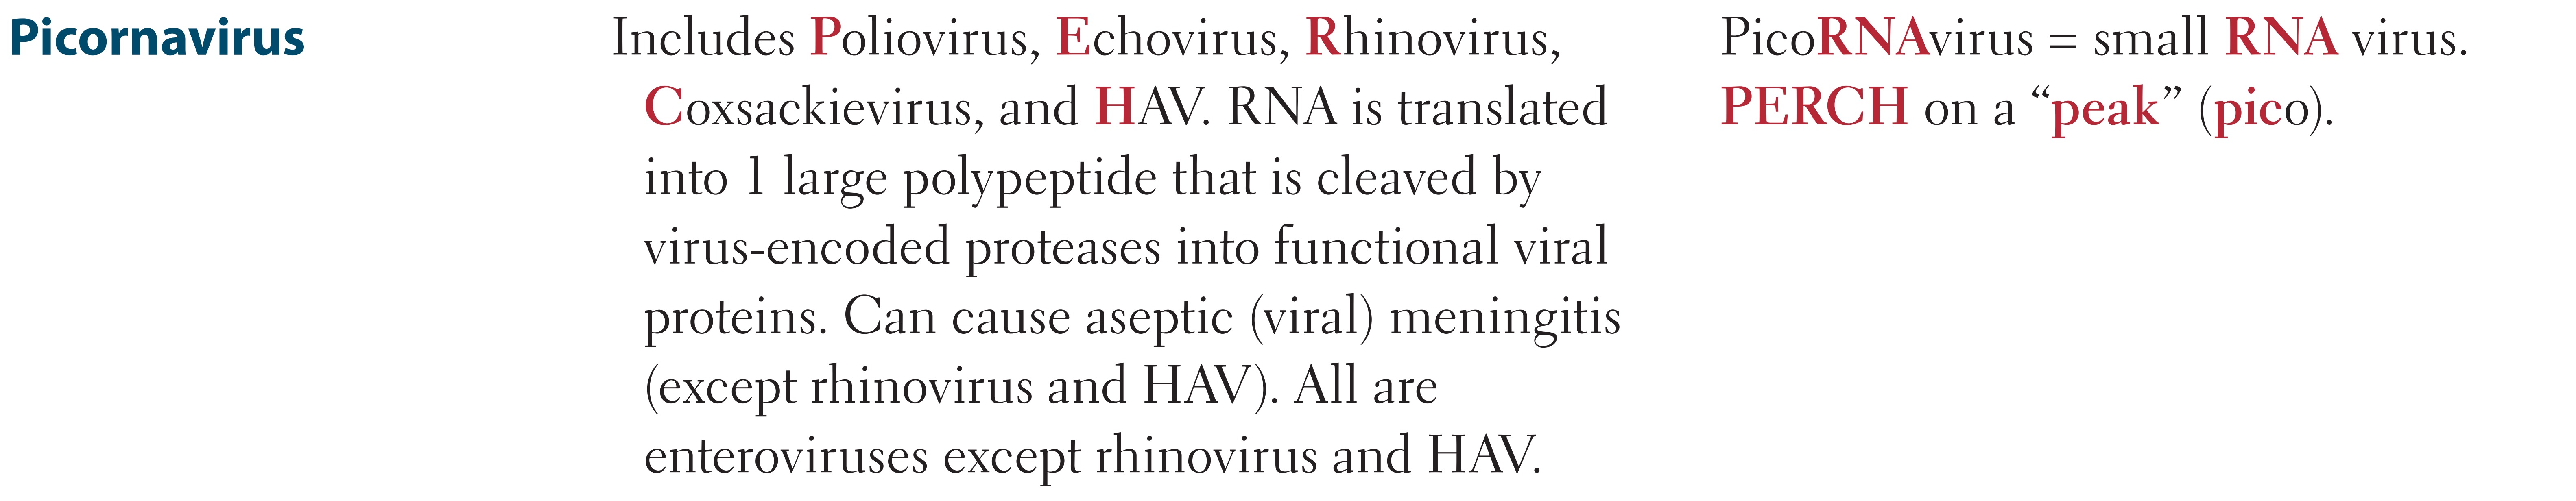 Picornavirus
Includes Poliovirus, Echovirus, Rhinovirus,
Coxsackievirus, and HAV. RNA is translated
into 1 large polypeptide that is cleaved by
virus-encoded proteases into functional viral
proteins. Can cause aseptic (viral) meningitis
(except rhinovirus and HAV). All are
enteroviruses except rhinovirus and HAV.
PicoRNAvirus = small RNA virus.
PERCH on a “peak” (pico).